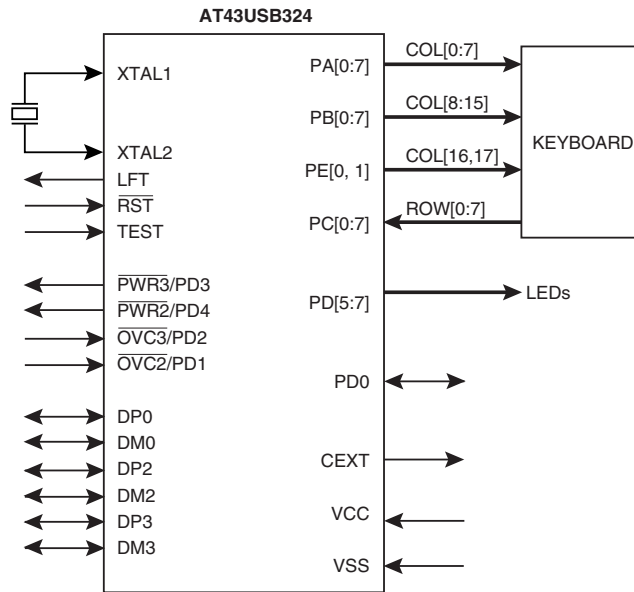 AT43USB324
XTAL1
XTAL2
LFT
RST
TEST
PWR3/PD3
PWR2/PD4
OVC3/PD2
OVC2/PD1
DP0
DM0
DP2
DM2
DP3
DM3
PA[0:7]
PB[0:7]
PE[0, 1]
PC[0:7]
PD[5:7]
PD0
CEXT
VCC
VSS
COL[0:7]
COL[8:15]
COL[16,17]
ROW[0:7]
KEYBOARD
LEDs